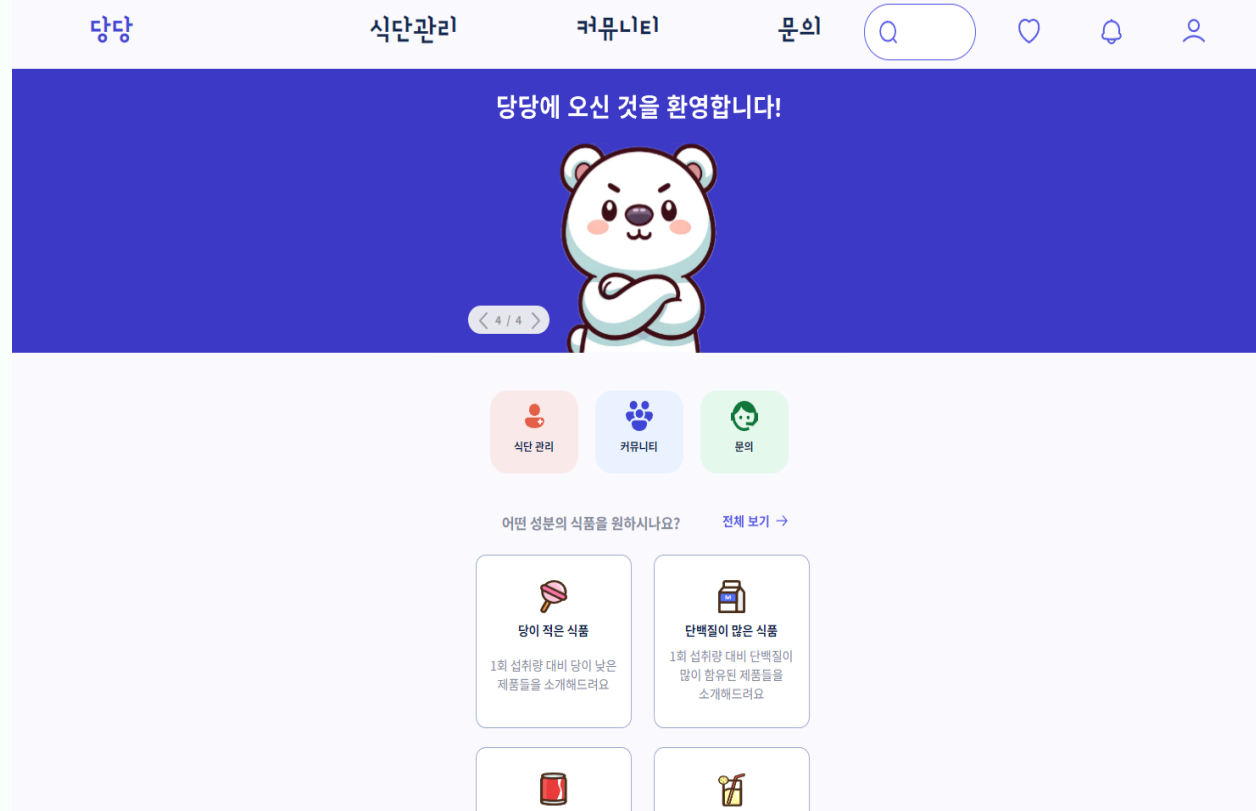 당당
식단관리
커뮤니티
문의
당당에 오신 것을 환영합니다!
4 / 4
식단 관리
커뮤니티
문의
어떤 성분의 식품을 원하시나요?
전체 보기 →
당이 적은 식품
1회 섭취량 대비 당이 낮은
제품들을 소개해드려요
M
단백질이 많은 식품
1회 섭취량 대비 단백질이
많이 함유된 제품들을
소개해드려요